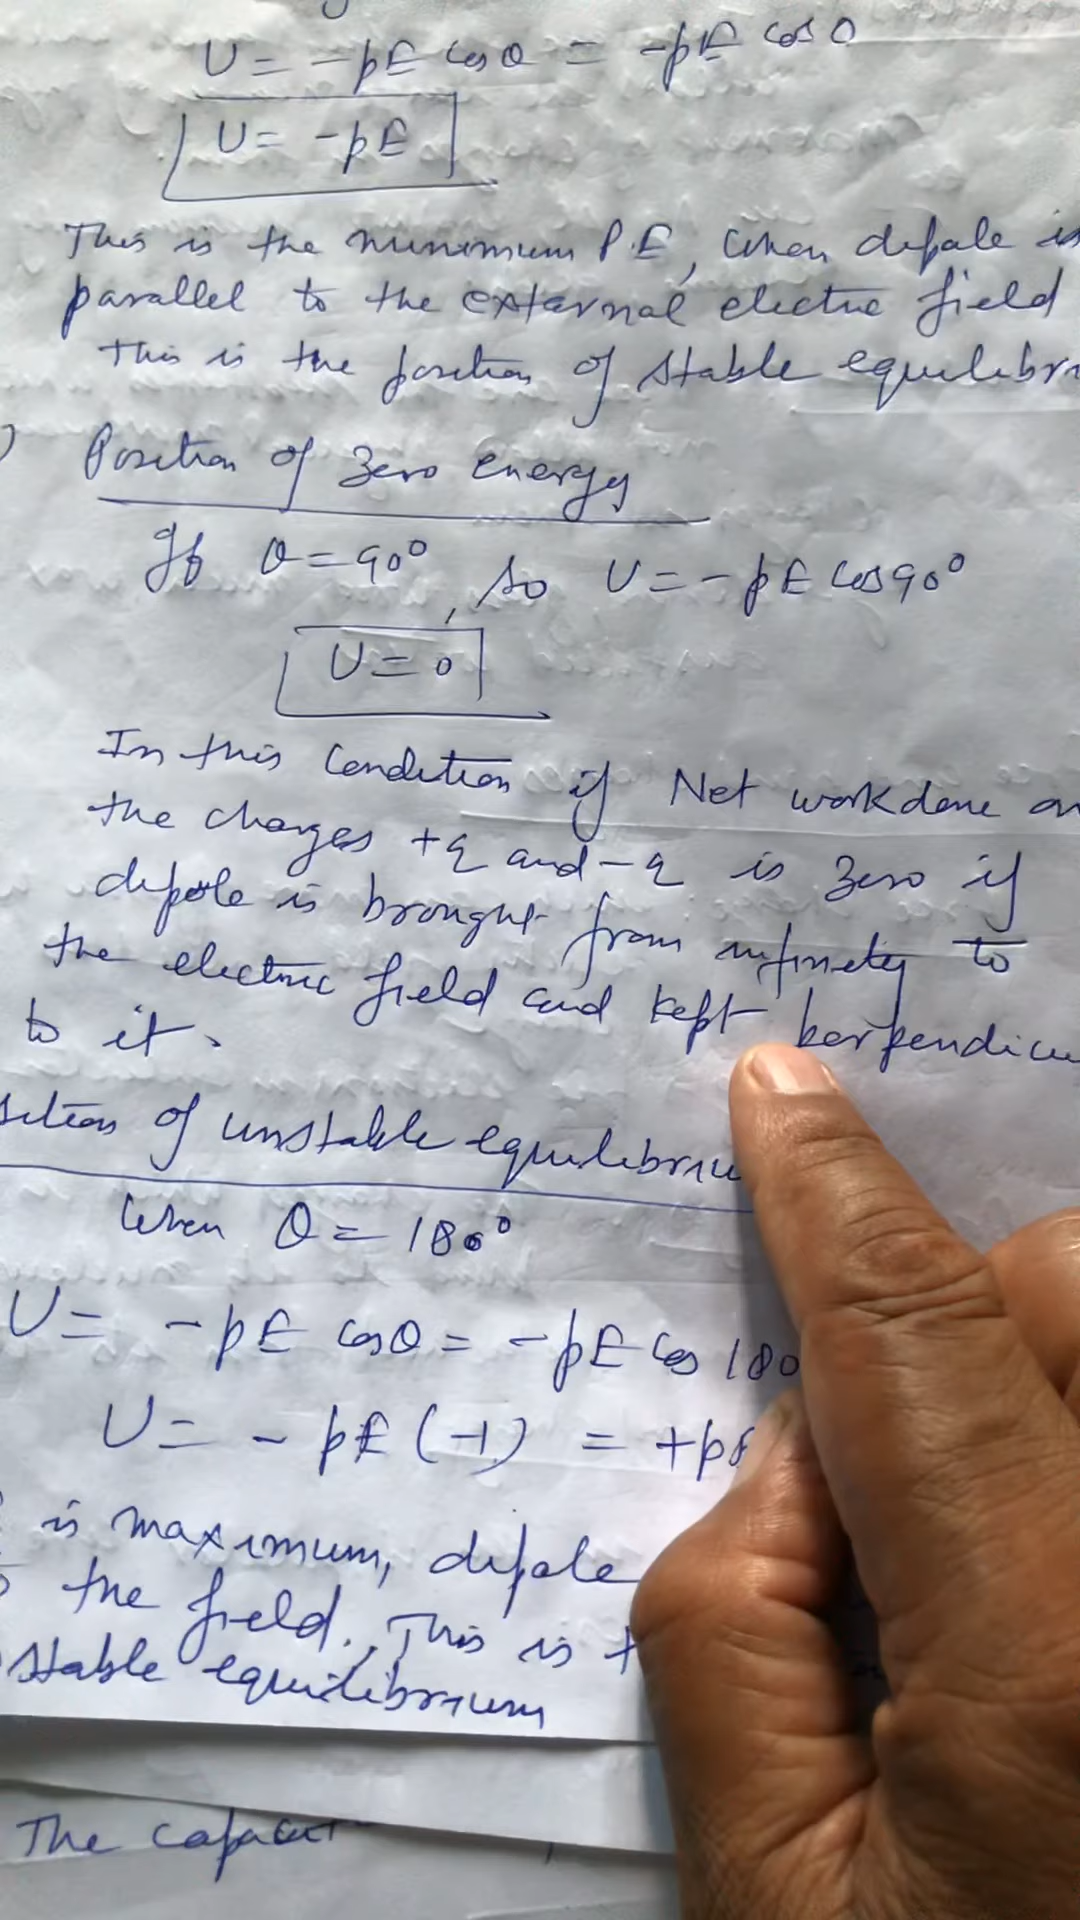 U = -pE cosθ = -pE cos 0
U = -pE
This is the minimum P.E, when dipole is
parallel to the external electric field
This is the position of stable equilibri
Position of zero energy
If θ = 90°, so U = -pE cos 90°
U = 0
In this condition if Net workdone on
the charges +q and -q is zero if
dipole is brought from infinity to
the electric field and kept perpendicu
to it.
sition of unstable equilibriu
When θ = 180°
U = -pE cosθ = -pE cos 180
U = -pE (-1) = +pE
is maximum, dipole
the field. This is t
stable equilibrium
The capacit